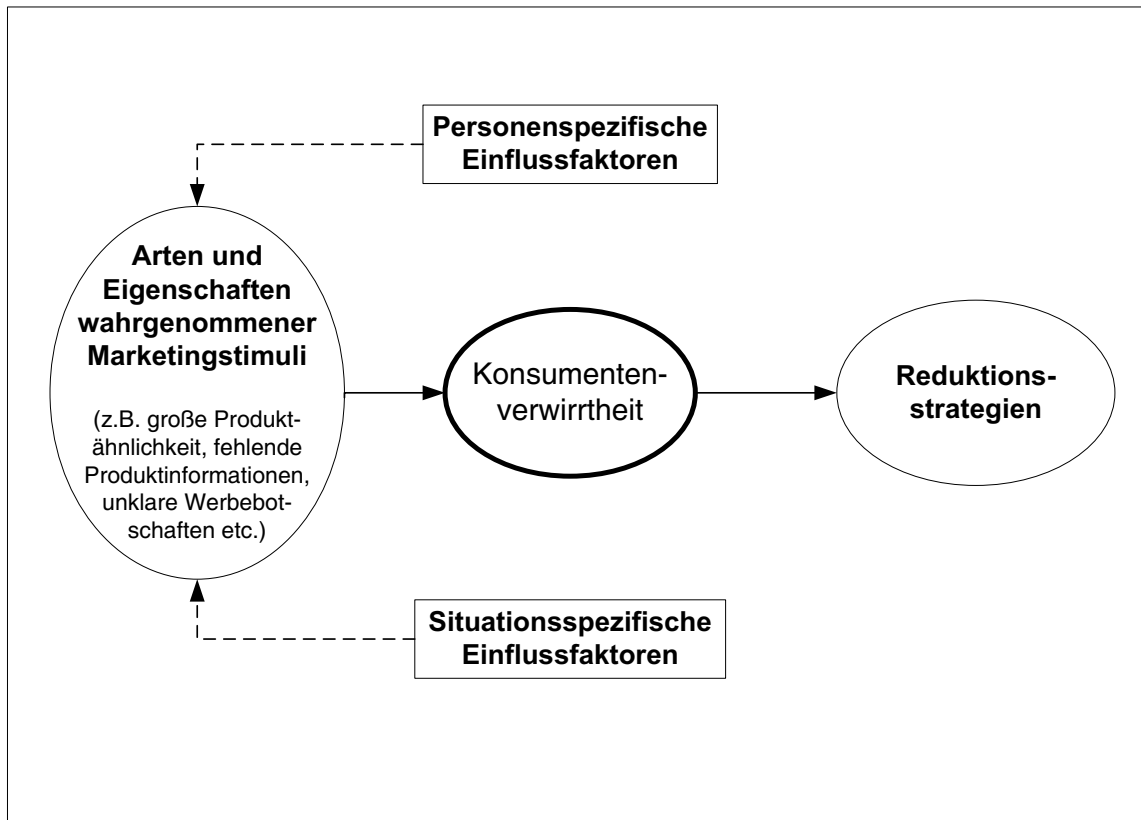 Personenspezifische
Einflussfaktoren
Arten und
Eigenschaften
wahrgenommener
Marketingstimuli
(z.B. große Produkt-
ähnlichkeit, fehlende
Produktinformationen,
unklare Werbebot-
schaften etc.)
Konsumenten-
verwirrtheit
Reduktions-
strategien
Situationsspezifische
Einflussfaktoren